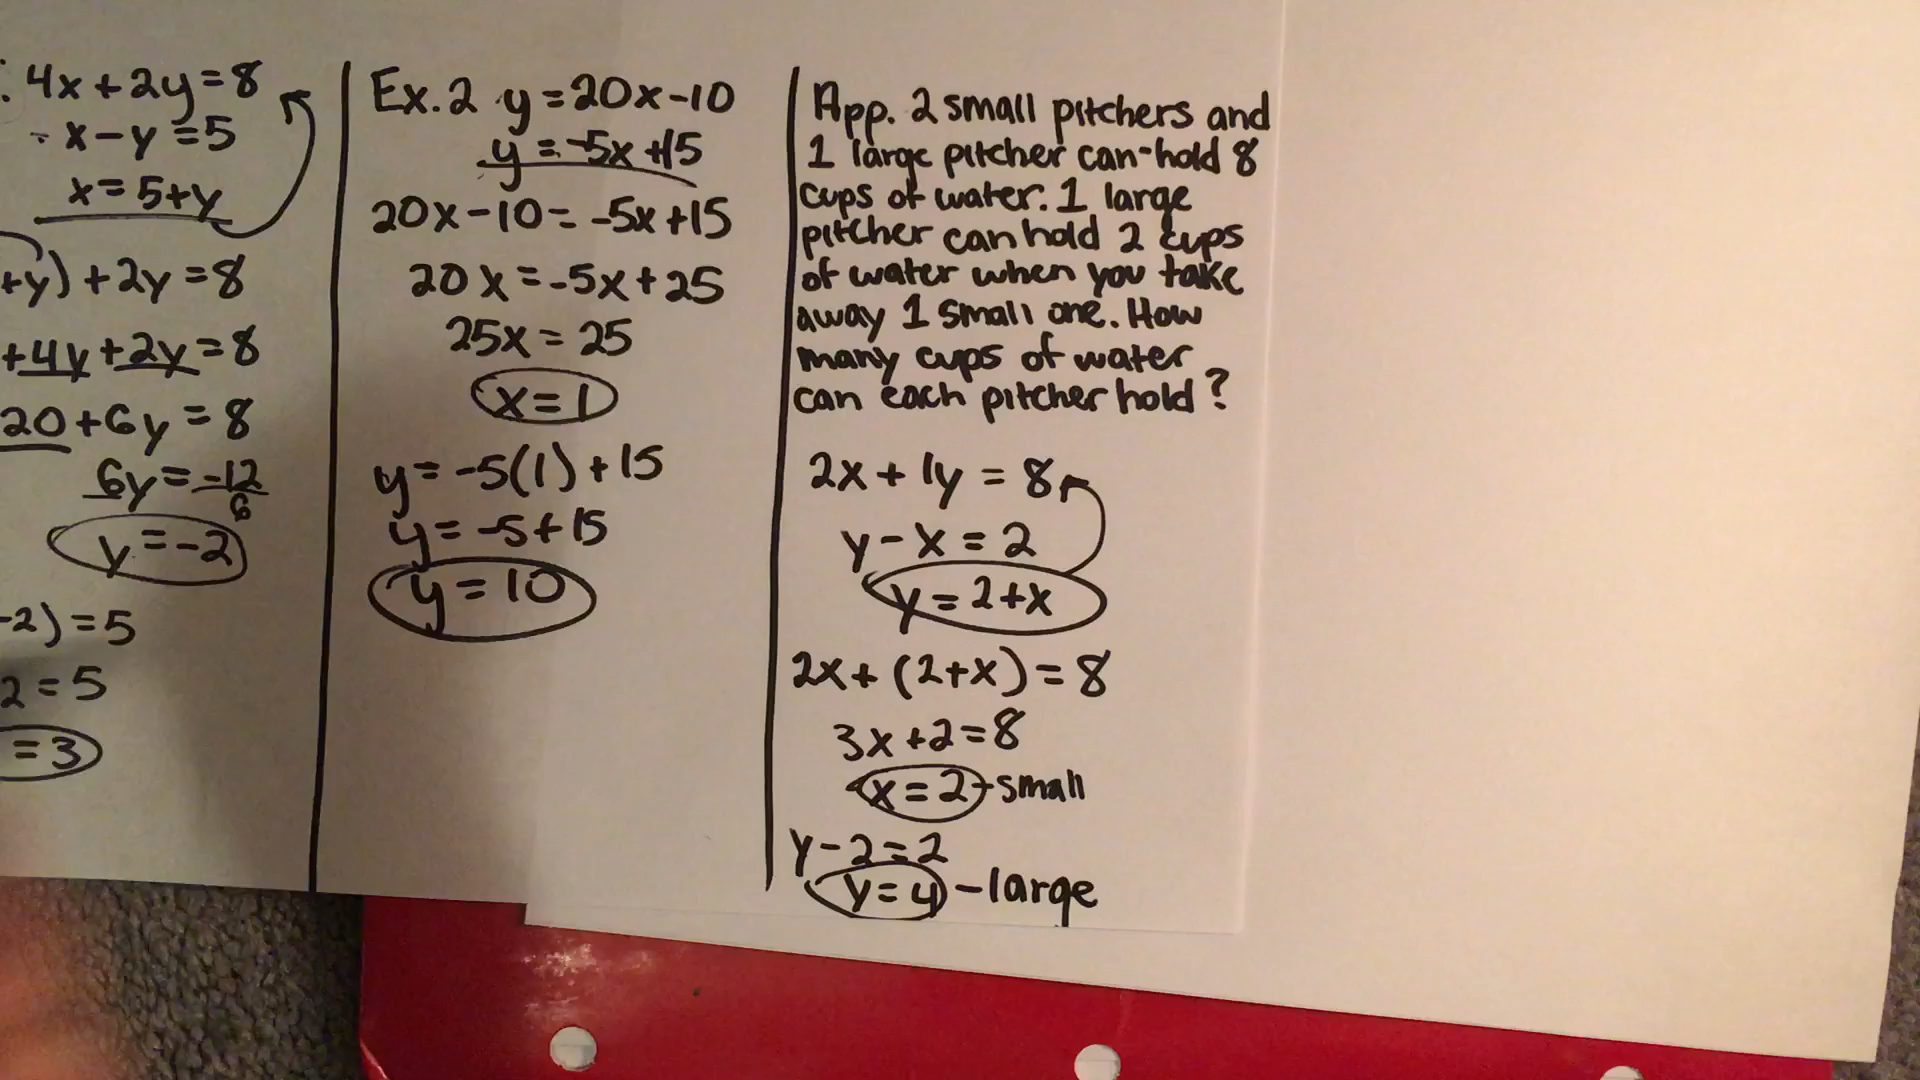 : 4x+2y=8
- x-y=5
x=5+y
+y)+2y=8
+4y+2y=8
20+6y=8
6y=-12
6
y=-2
-2)=5
2=5
=3
Ex.2 y=20x-10
y=-5x+15
20x-10=-5x+15
20x=-5x+25
25x=25
x=1
y=-5(1)+15
y=-5+15
y=10
App. 2 small pitchers and
1 large pitcher can hold 8
cups of water. 1 large
pitcher can hold 2 cups
of water when you take
away 1 small one. How
many cups of water
can each pitcher hold?
2x+1y=8
y-x=2
y=2+x
2x+(2+x)=8
3x+2=8
x=2-small
y-2=2
y=4-large